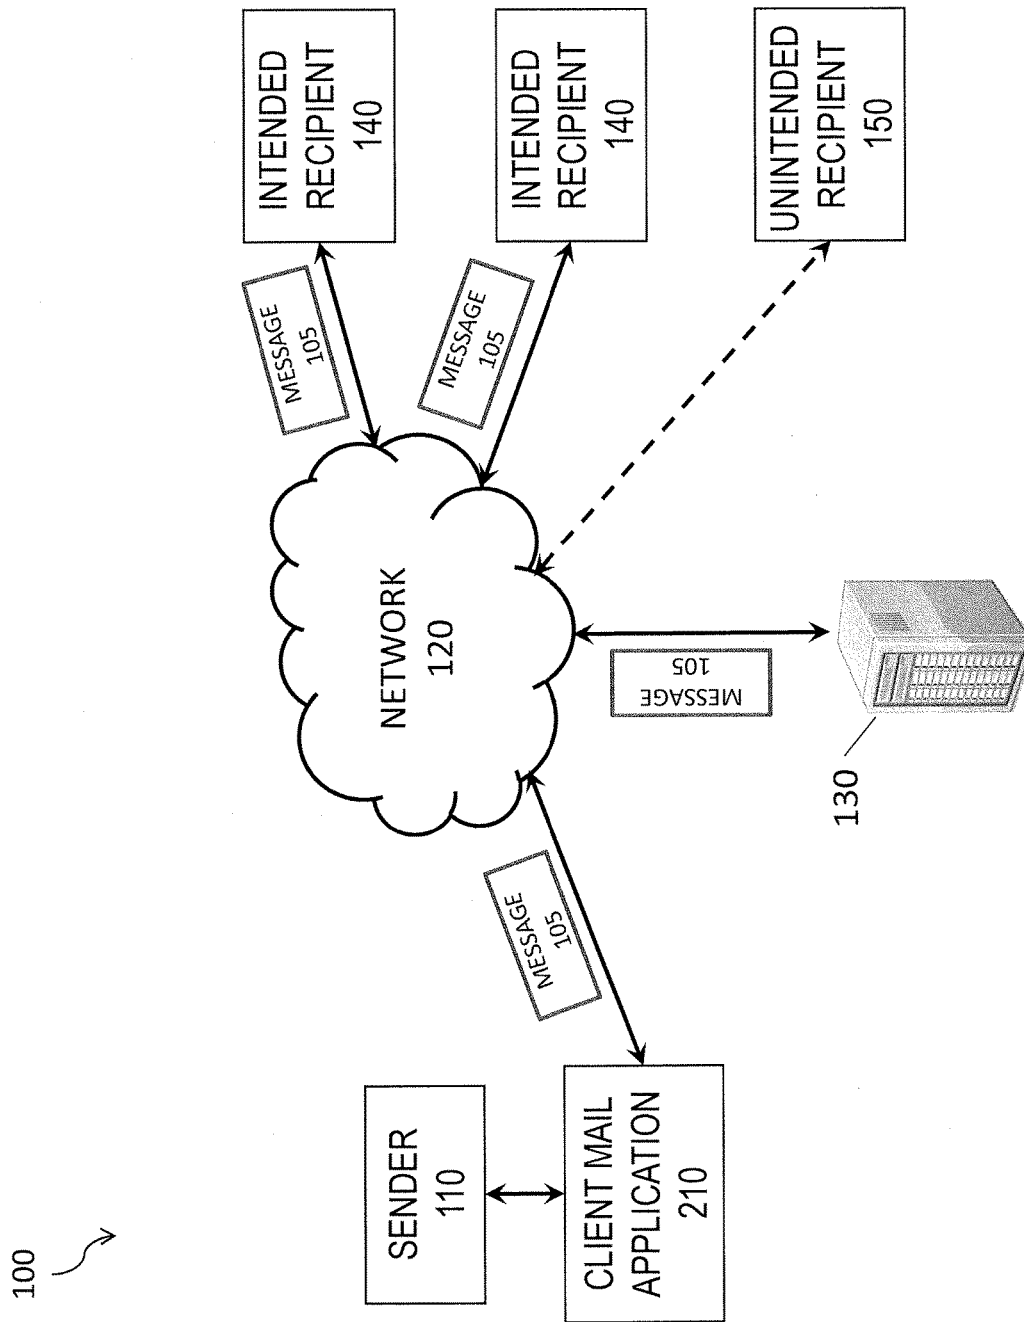 100
SENDER
110
CLIENT MAIL
APPLICATION
210
MESSAGE
105
NETWORK
120
MESSAGE
105
130
MESSAGE
105
MESSAGE
105
INTENDED
RECIPIENT
140
INTENDED
RECIPIENT
140
UNINTENDED
RECIPIENT
150